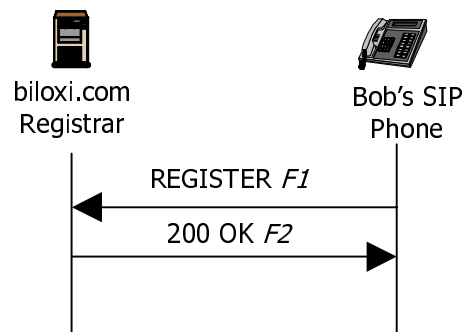 biloxi.com
Registrar
Bob's SIP
Phone
REGISTER F1
200 OK F2